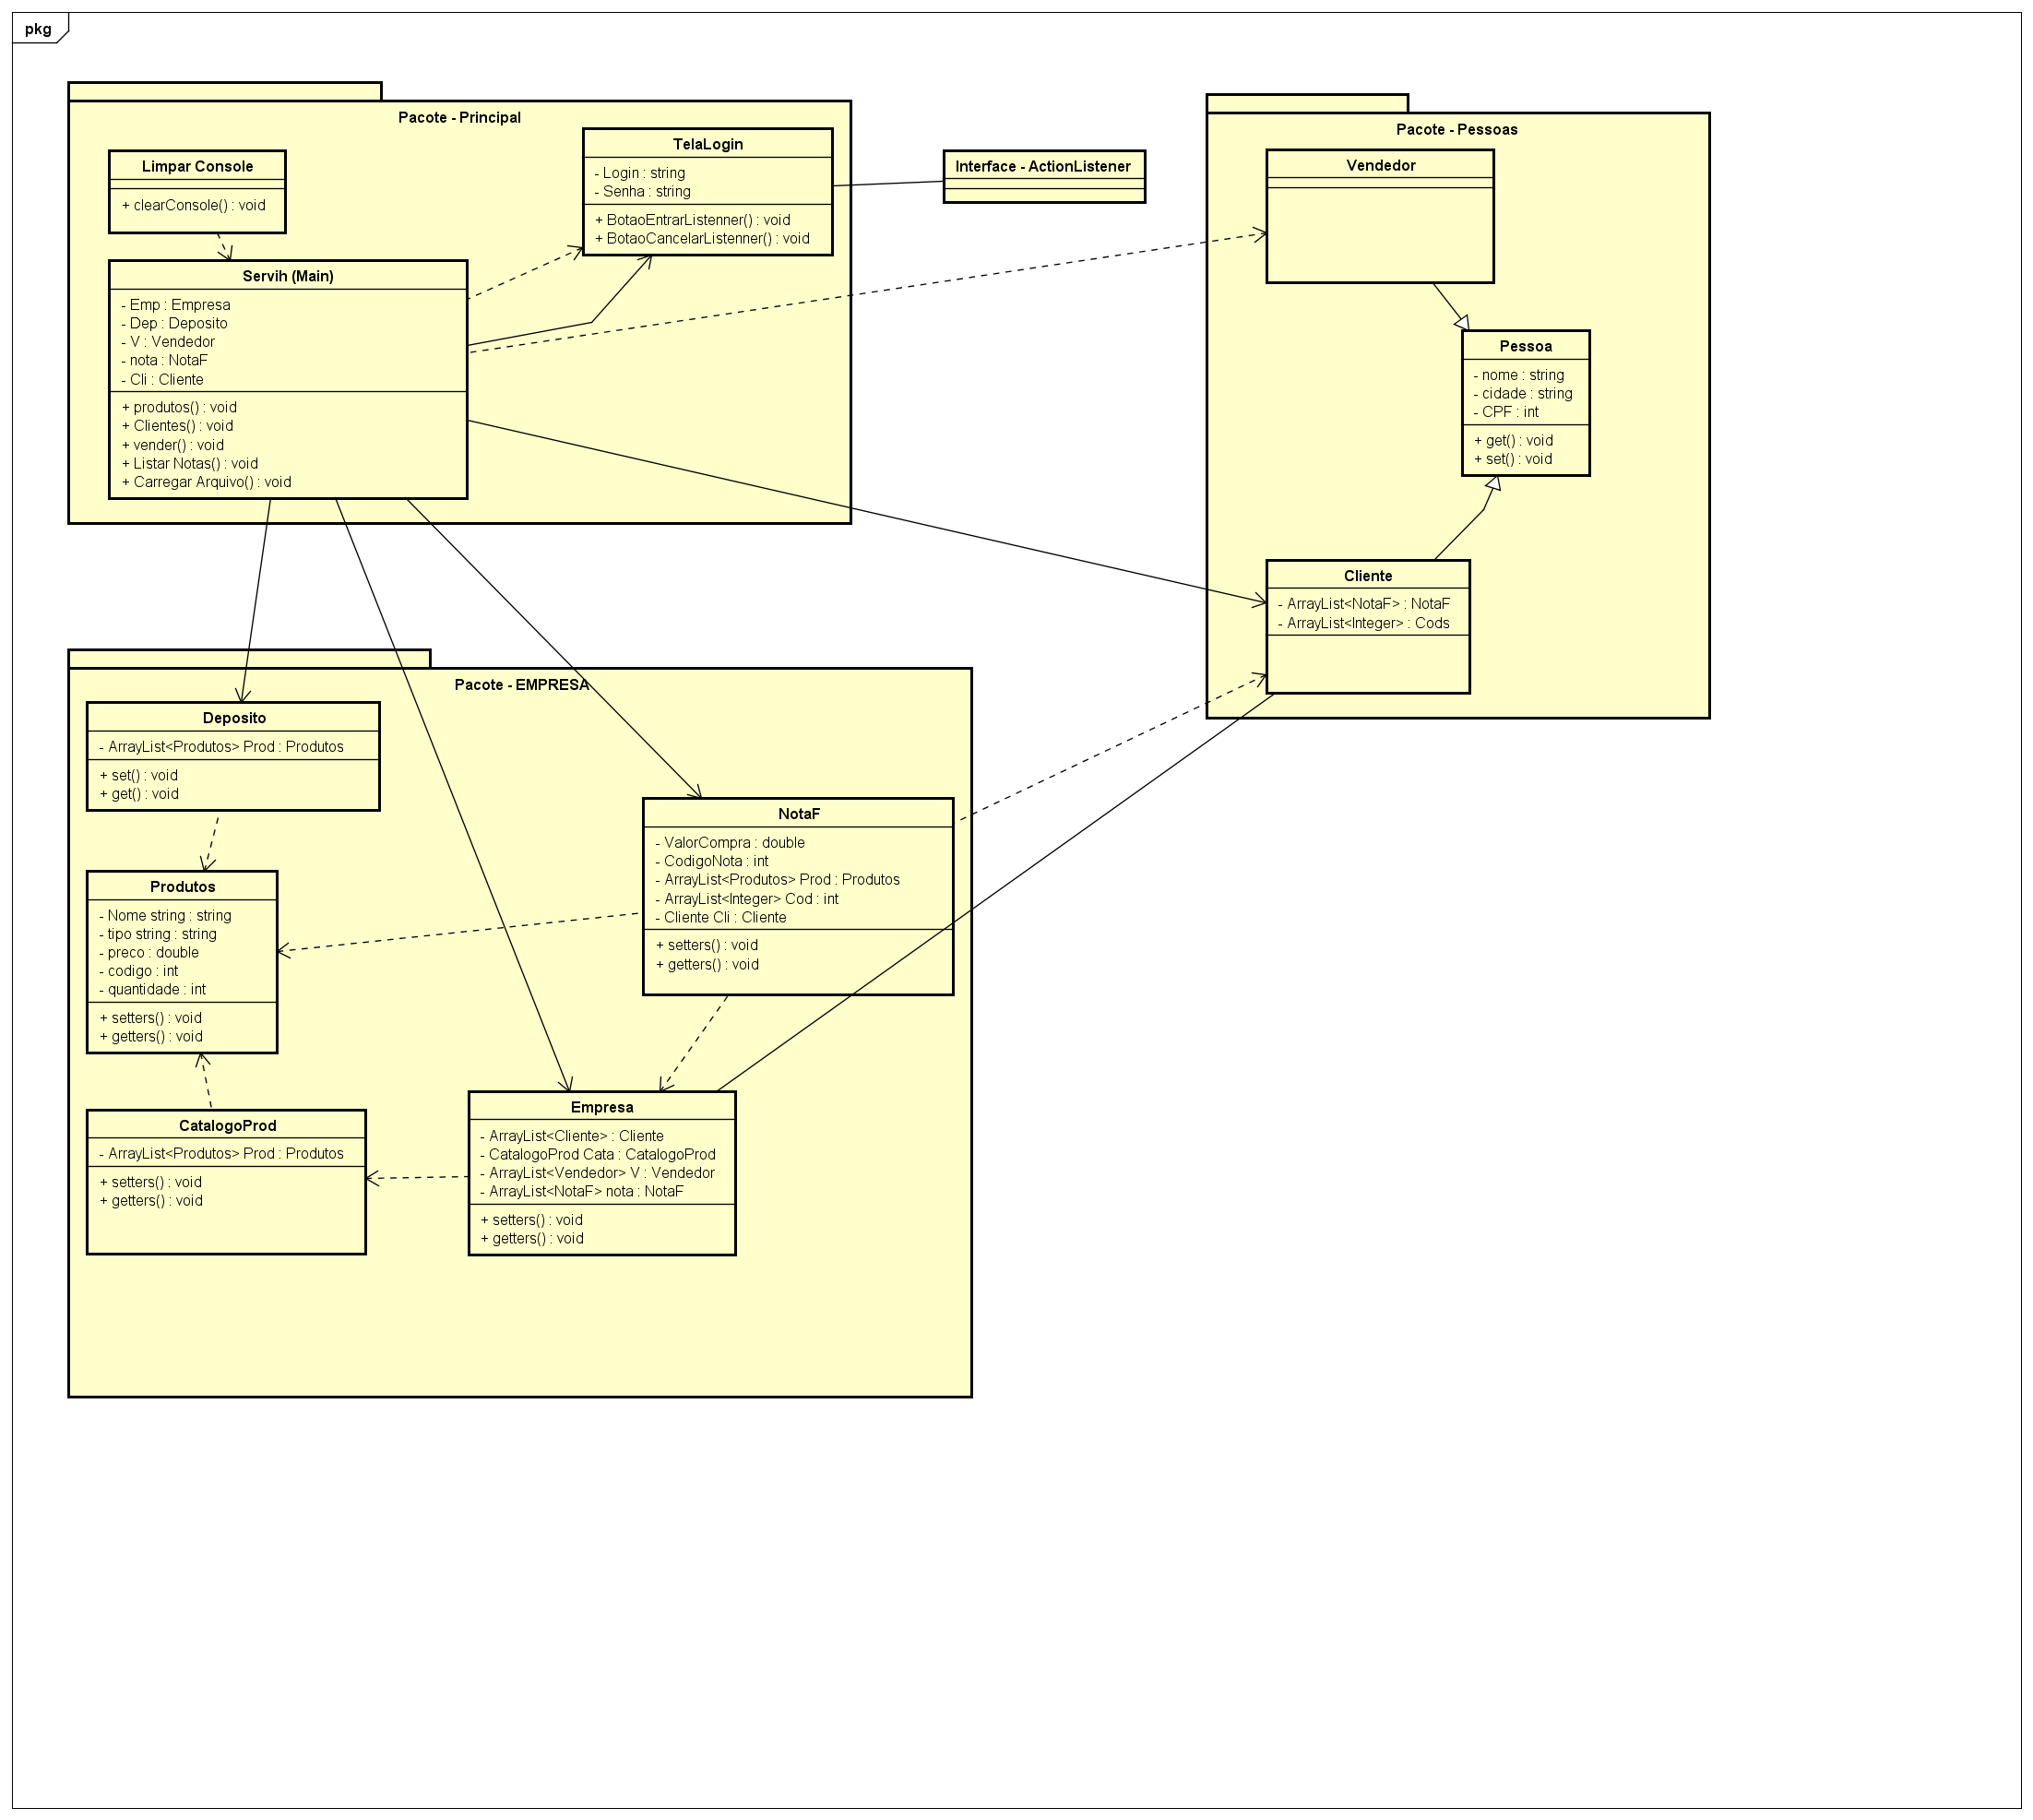 pkg
Pacote - Principal
Limpar Console
+ clearConsole() : void
TelaLogin
- Login : string
- Senha : string
+ BotaoEntrarListenner() : void
+ BotaoCancelarListenner() : void
Interface - ActionListener
Servih (Main)
- Emp : Empresa
- Dep : Deposito
- V : Vendedor
- nota : NotaF
- Cli : Cliente
+ produtos() : void
+ Clientes() : void
+ vender() : void
+ Listar Notas() : void
+ Carregar Arquivo() : void
Pacote - Pessoas
Vendedor
Pessoa
- nome : string
- cidade : string
- CPF : int
+ get() : void
+ set() : void
Cliente
- ArrayList<NotaF> : NotaF
- ArrayList<Integer> : Cods
Pacote - EMPRESA
Deposito
- ArrayList<Produtos> Prod : Produtos
+ set() : void
+ get() : void
NotaF
- ValorCompra : double
- CodigoNota : int
- ArrayList<Produtos> Prod : Produtos
- ArrayList<Integer> Cod : int
- Cliente Cli : Cliente
+ setters() : void
+ getters() : void
Produtos
- Nome string : string
- tipo string : string
- preco : double
- codigo : int
- quantidade : int
+ setters() : void
+ getters() : void
CatalogoProd
- ArrayList<Produtos> Prod : Produtos
+ setters() : void
+ getters() : void
Empresa
- ArrayList<Cliente> : Cliente
- CatalogoProd Cata : CatalogoProd
- ArrayList<Vendedor> V : Vendedor
- ArrayList<NotaF> nota : NotaF
+ setters() : void
+ getters() : void